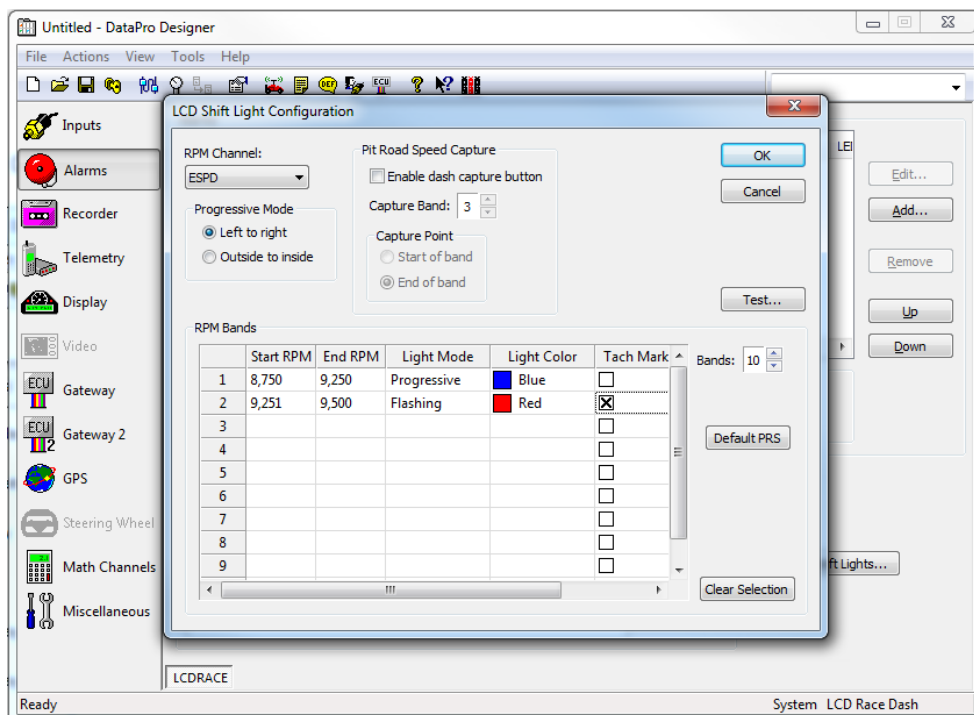 Untitled - DataPro Designer
File Actions View Tools Help
DEF ECU
Inputs
Alarms
Recorder
Telemetry
Display
Video
ECU Gateway
ECU 2 Gateway 2
GPS
Steering Wheel
Math Channels
Miscellaneous
LCD Shift Light Configuration
RPM Channel:
ESPD
Progressive Mode
Left to right
Outside to inside
Pit Road Speed Capture
Enable dash capture button
Capture Band: 3
Capture Point
Start of band
End of band
OK
Cancel
Test...
RPM Bands
Start RPM End RPM Light Mode Light Color Tach Mark
1 8,750 9,250 Progressive Blue
2 9,251 9,500 Flashing Red
3
4
5
6
7
8
9
Bands: 10
Default PRS
Clear Selection
LEI
Edit...
Add...
Remove
Up
Down
ft Lights...
LCDRACE
Ready
System LCD Race Dash